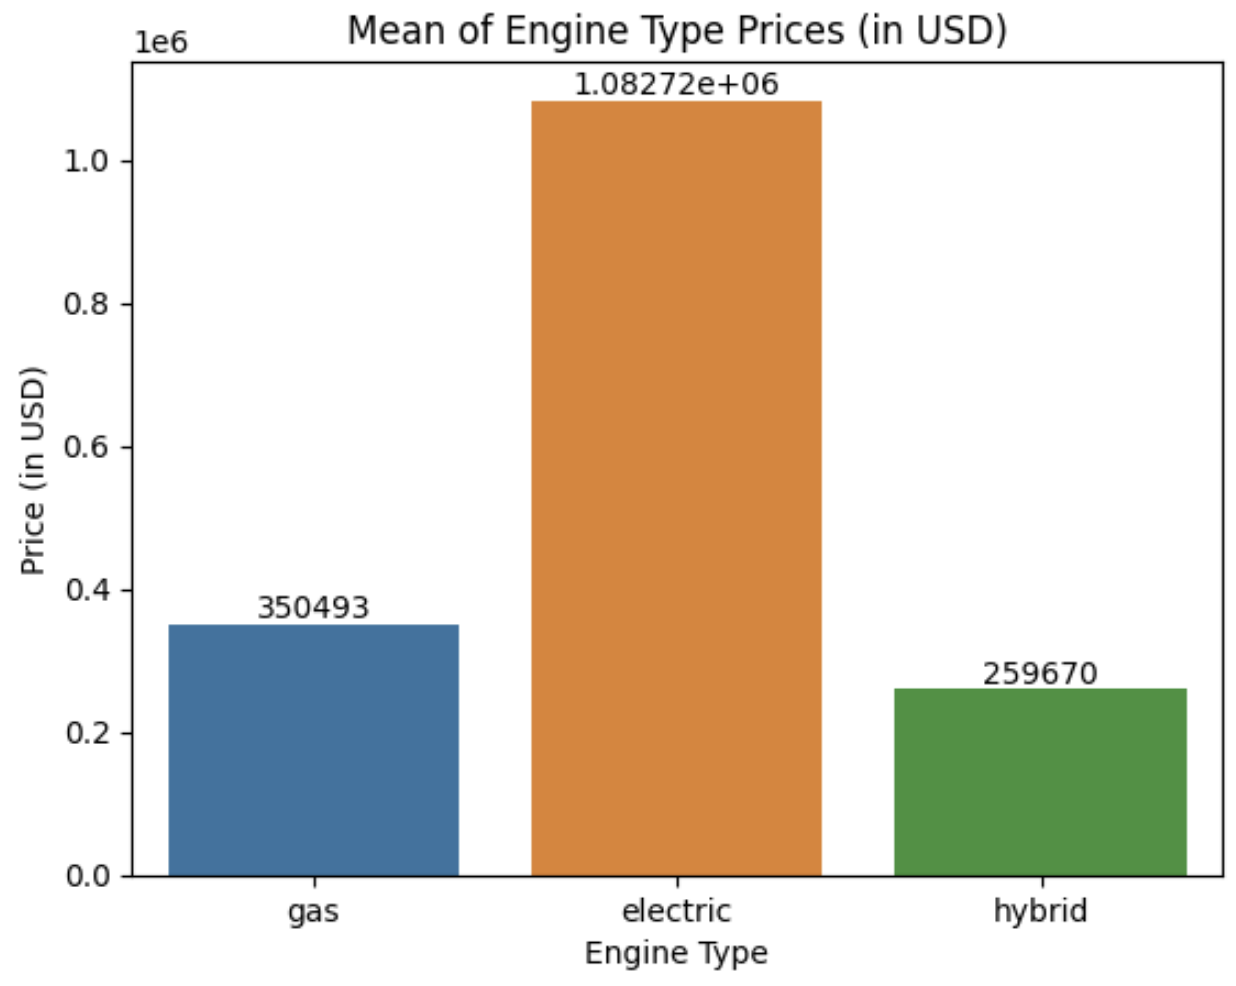 Mean of Engine Type Prices (in USD)
1e6
1.08272e+06
1.0
0.8
0.6
0.4
350493
259670
0.2
0.0
Price (in USD)
gas electric hybrid
Engine Type